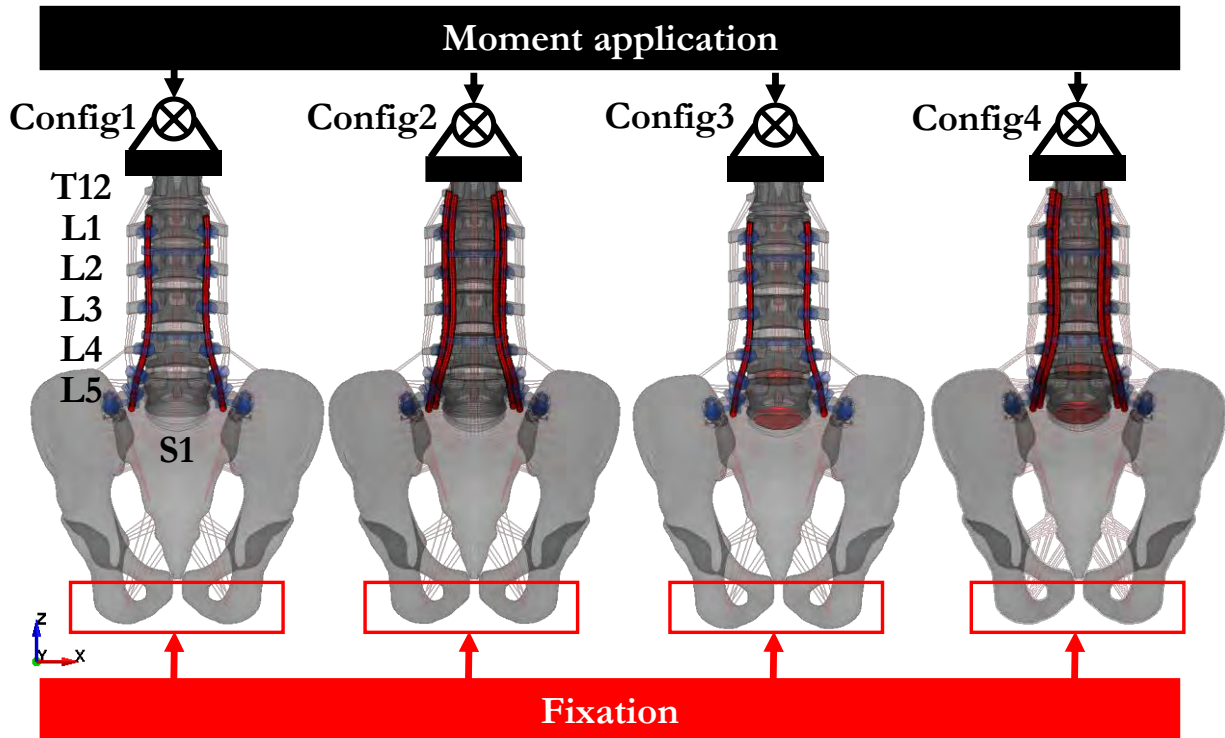 Moment application
Config1
Config2
Config3
Config4
T12
L1
L2
L3
L4
L5
S1
Z
Y
X
Fixation